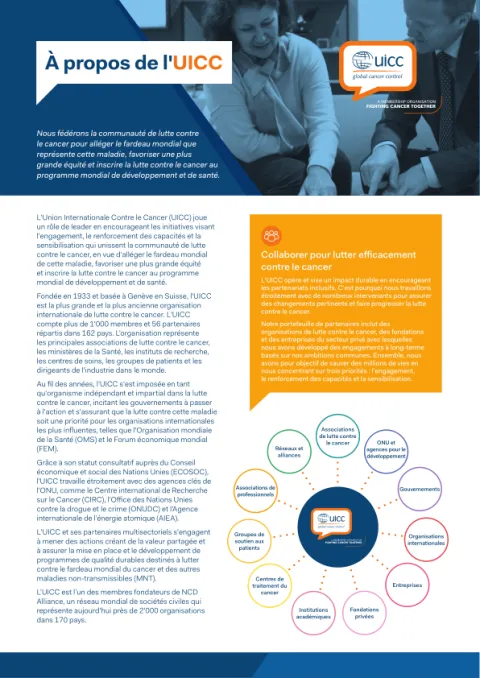 À propos de l'UICC
uicc
global cancer control
A MEMBERSHIP ORGANISATION
FIGHTING CANCER TOGETHER
Nous fédérons la communauté de lutte contre
le cancer pour alléger le fardeau mondial que
représente cette maladie, favoriser une plus
grande équité et inscrire la lutte contre le cancer au
programme mondial de développement et de santé.
L'Union Internationale Contre le Cancer (UICC) joue
un rôle de leader en encourageant les initiatives visant
l'engagement, le renforcement des capacités et la
sensibilisation qui unissent la communauté de lutte
contre le cancer, en vue d'alléger le fardeau mondial
de cette maladie, favoriser une plus grande équité
et inscrire la lutte contre le cancer au programme
mondial de développement et de santé.
Fondée en 1933 et basée à Genève en Suisse, l'UICC
est la plus grande et la plus ancienne organisation
internationale de lutte contre le cancer. L'UICC
compte plus de 1'000 membres et 56 partenaires
répartis dans 162 pays. L'organisation représente
les principales associations de lutte contre le cancer,
les ministères de la Santé, les instituts de recherche,
les centres de soins, les groupes de patients et les
dirigeants de l'industrie dans le monde.
Au fil des années, l'UICC s'est imposée en tant
qu'organisme indépendant et impartial dans la lutte
contre le cancer, incitant les gouvernements à passer
à l'action et s'assurant que la lutte contre cette maladie
soit une priorité pour les organisations internationales
les plus influentes, telles que l'Organisation mondiale
de la Santé (OMS) et le Forum économique mondial
(FEM).
Grâce à son statut consultatif auprès du Conseil
économique et social des Nations Unies (ECOSOC),
l'UICC travaille étroitement avec des agences clés de
l'ONU, comme le Centre international de Recherche
sur le Cancer (CIRC), l'Office des Nations Unies
contre la drogue et le crime (ONUDC) et l'Agence
internationale de l'énergie atomique (AIEA).
L'UICC et ses partenaires multisectoriels s'engagent
à mener des actions créant de la valeur partagée et
à assurer la mise en place et le développement de
programmes de qualité durables destinés à lutter
contre le fardeau mondial du cancer et des autres
maladies non-transmissibles (MNT).
L'UICC est l'un des membres fondateurs de NCD
Alliance, un réseau mondial de sociétés civiles qui
représente aujourd'hui près de 2'000 organisations
dans 170 pays.
Collaborer pour lutter efficacement
contre le cancer
L'UICC opère et vise un impact durable en encourageant
les partenariats inclusifs. C'est pourquoi nous travaillons
étroitement avec de nombreux intervenants pour assurer
des changements pertinents et faire progresser la lutte
contre le cancer.
Notre portefeuille de partenaires inclut des
organisations de lutte contre le cancer, des fondations
et des entreprises du secteur privé avec lesquelles
nous avons développé des engagements à long-terme
basés sur nos ambitions communes. Ensemble, nous
avons pour objectif de sauver des millions de vies en
nous concentrant sur trois priorités : l'engagement,
le renforcement des capacités et la sensibilisation.
Associations
de lutte contre
le cancer
ONU et
agences pour le
développement
Gouvernements
Organisations
internationales
Entreprises
Fondations
privées
Institutions
académiques
Centres de
traitement du
cancer
Groupes de
soutien aux
patients
Associations de
professionnels
Réseaux et
alliances
uicc